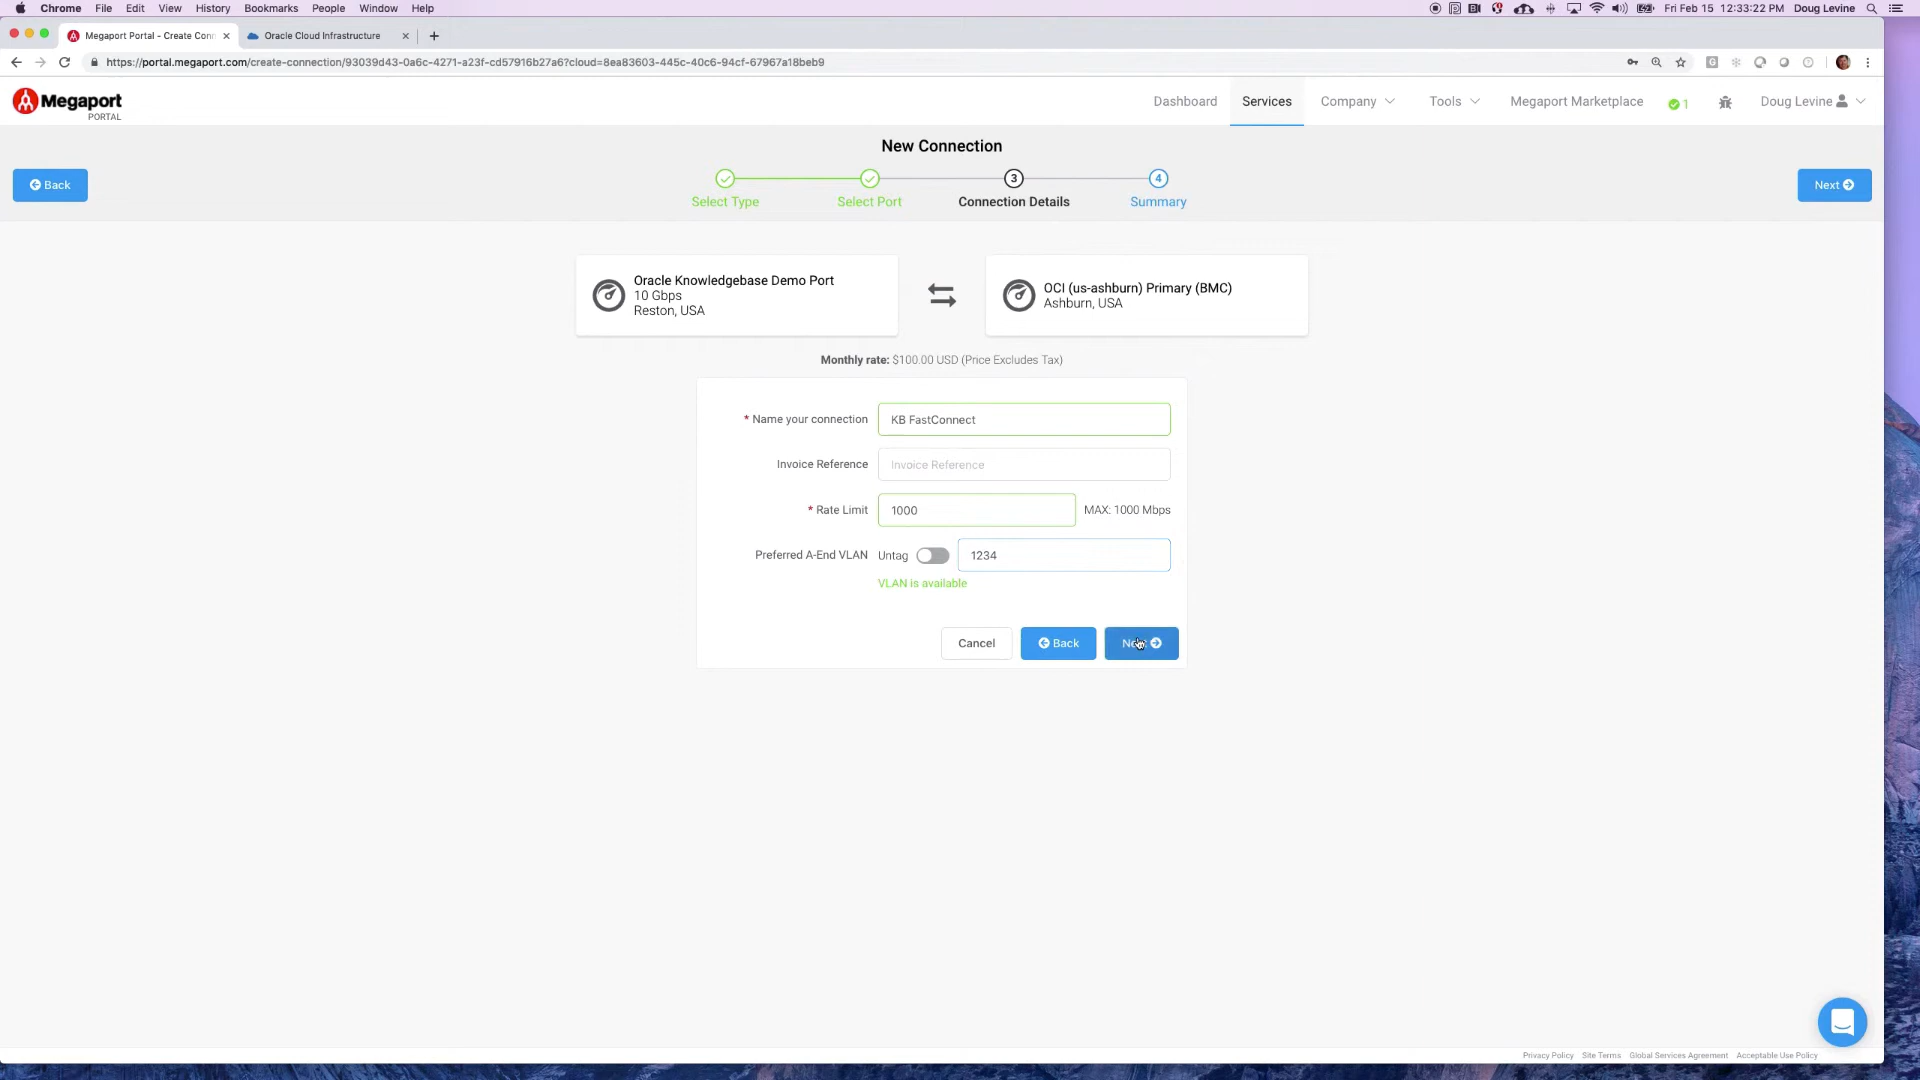 Chrome File Edit View History Bookmarks People Window Help Fri Feb 15 12:33:22 PM Doug Levine
Megaport Portal - Create Conn Oracle Cloud Infrastructure
https://portal.megaport.com/create-connection/93039d43-0a6c-4271-a23f-cd57916b27a6?cloud=8ea83603-445c-40c6-94cf-67967a18beb9
Megaport
PORTAL
Dashboard Services Company Tools Megaport Marketplace 1 Doug Levine
New Connection
Back
3 4
Next
Select Type Select Port Connection Details Summary
Oracle Knowledgebase Demo Port
10 Gbps
Reston, USA
OCI (us-ashburn) Primary (BMC)
Ashburn, USA
Monthly rate: $100.00 USD (Price Excludes Tax)
* Name your connection KB FastConnect
Invoice Reference Invoice Reference
* Rate Limit 1000 MAX: 1000 Mbps
Preferred A-End VLAN Untag 1234
VLAN is available
Cancel Back Next
Privacy Policy Site Terms Global Services Agreement Acceptable Use Policy